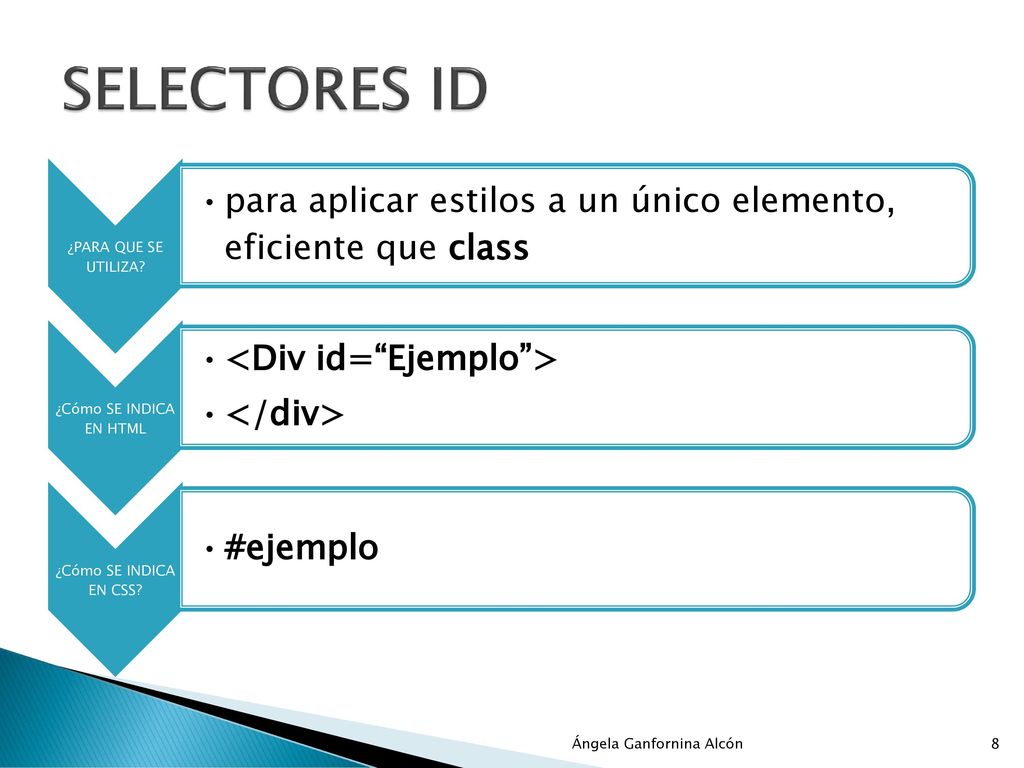 SELECTORES ID
¿PARA QUE SE
UTILIZA?
•para aplicar estilos a un único elemento,
eficiente que class
¿Cómo SE INDICA
EN HTML
•<Div id=“Ejemplo”>
•</div>
¿Cómo SE INDICA
EN CSS?
•#ejemplo
Ángela Ganfornina Alcón
8